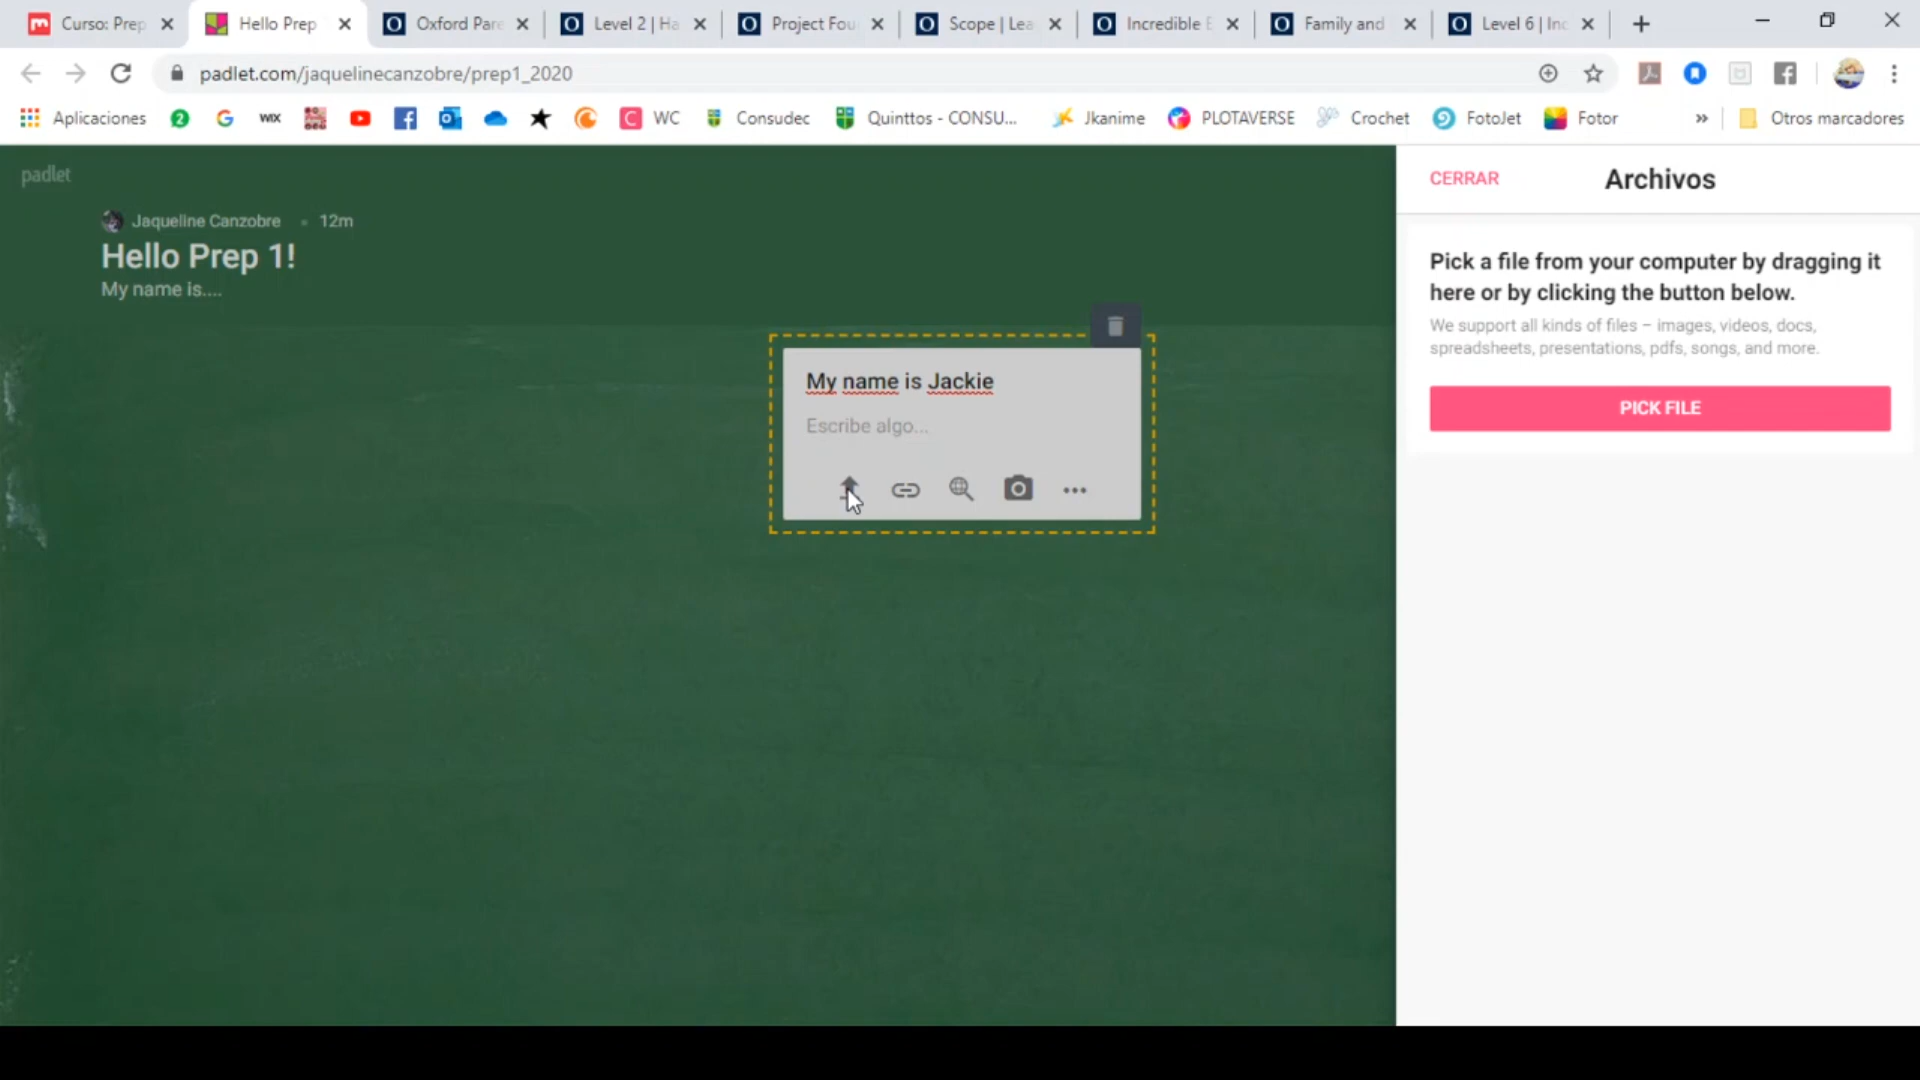 Curso: Prep
Hello Prep
Oxford Pare
Level 2 | Ha
Project Fou
Scope | Lea
Incredible E
Family and
Level 6 | Inc
padlet.com/jaquelinecanzobre/prep1_2020
Aplicaciones
2
WIX
WC
Consudec
Quinttos - CONSU...
Jkanime
PLOTAVERSE
Crochet
FotoJet
Fotor
»
Otros marcadores
padlet
Jaqueline Canzobre • 12m
Hello Prep 1!
My name is....
My name is Jackie
Escribe algo...
CERRAR
Archivos
Pick a file from your computer by dragging it
here or by clicking the button below.
We support all kinds of files – images, videos, docs,
spreadsheets, presentations, pdfs, songs, and more.
PICK FILE